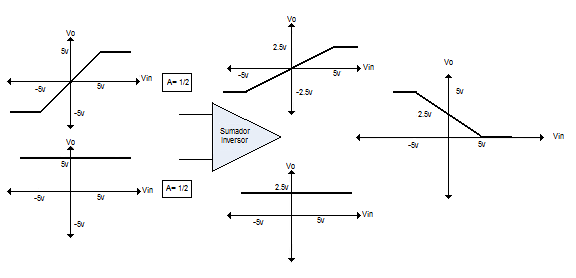 Vo
5v
Vin
-5v
5v
-5v
A= 1/2
Vo
2.5v
Vin
-5v
5v
-2.5v
Sumador
Inversor
Vo
5v
2.5v
Vin
-5v
5v
Vo
5v
Vin
-5v
5v
-5v
A= 1/2
Vo
2.5v
Vin
-5v
5v